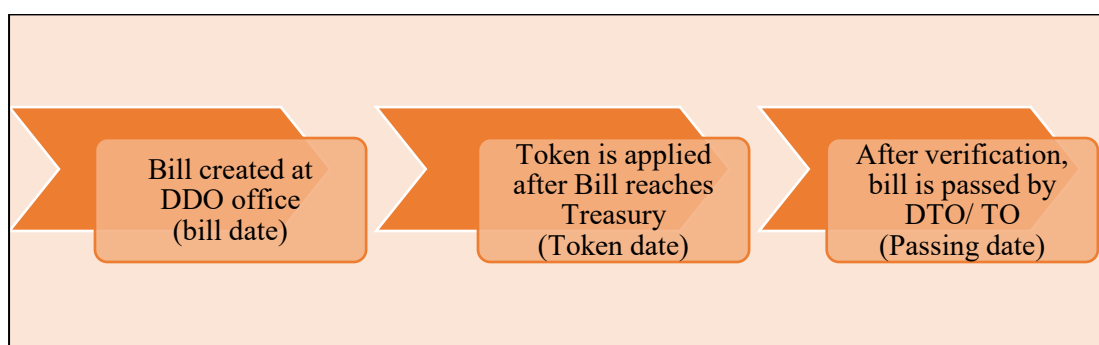 Bill created at
DDO office
(bill date)
Token is applied
after Bill reaches
Treasury
(Token date)
After verification,
bill is passed by
DTO/ TO
(Passing date)